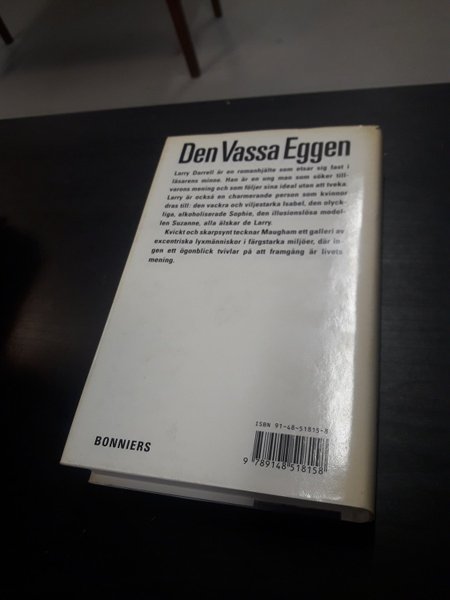 Den Vassa Eggen
Larry Darrell är en romanhjälte som etsar sig fast i
läsarens minne. Han är en ung man som söker till-
varons mening och som följer sina ideal utan att tveka.
Larry är också en charmerande person som kvinnor
dras till: den vackra och viljestarka Isabel, den olyck-
liga, alkoholiserade Sophie, den illusionslösa model-
len Suzanne, alla älskar de Larry.
Kvickt och skarpsynt tecknar Maugham ett galleri av
excentriska lyxmänniskor i färgstarka miljöer, där in-
gen ett ögonblick tvivlar på att framgång är livets
mening.
ISBN 91-48-51815-8
BONNIERS
9 789148 518158